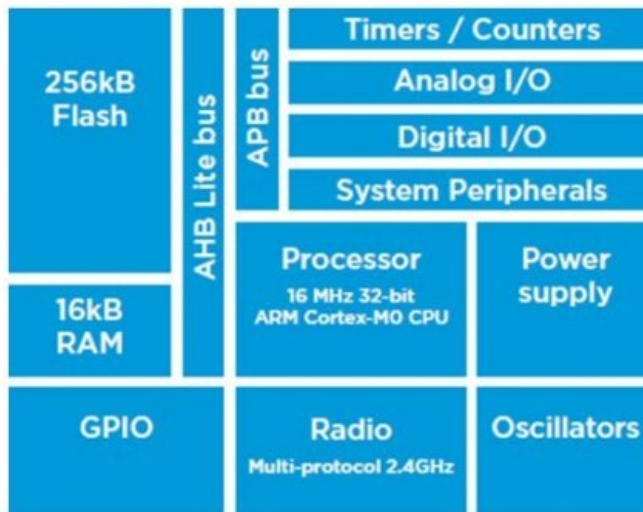 256kB
Flash
16kB
RAM
AHB Lite bus
APB bus
Timers / Counters
Analog I/O
Digital I/O
System Peripherals
Processor
16 MHz 32-bit
ARM Cortex-M0 CPU
Power
supply
GPIO
Radio
Multi-protocol 2.4GHz
Oscillators